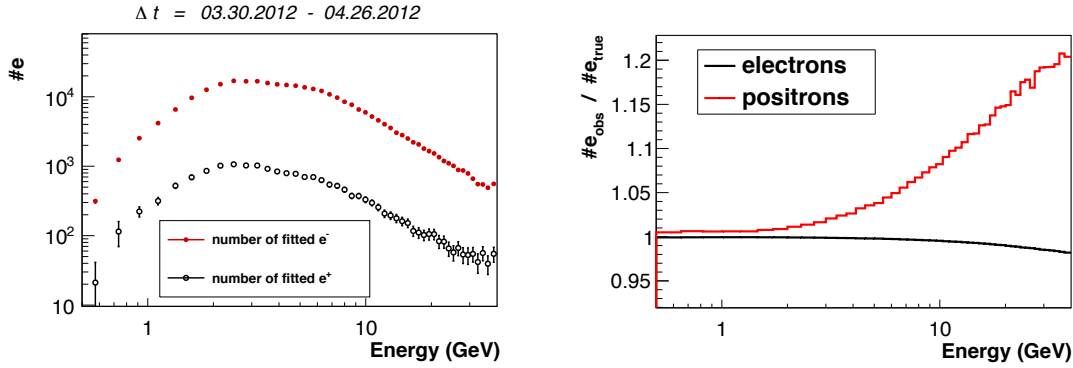 Δ t = 03.30.2012 - 04.26.2012
#e
10⁴
10³
10²
10
number of fitted e⁻
number of fitted e⁺
1
10
Energy (GeV)
#e_obs / #e_true
1.2
1.15
1.1
1.05
1
0.95
electrons
positrons
1
10
Energy (GeV)